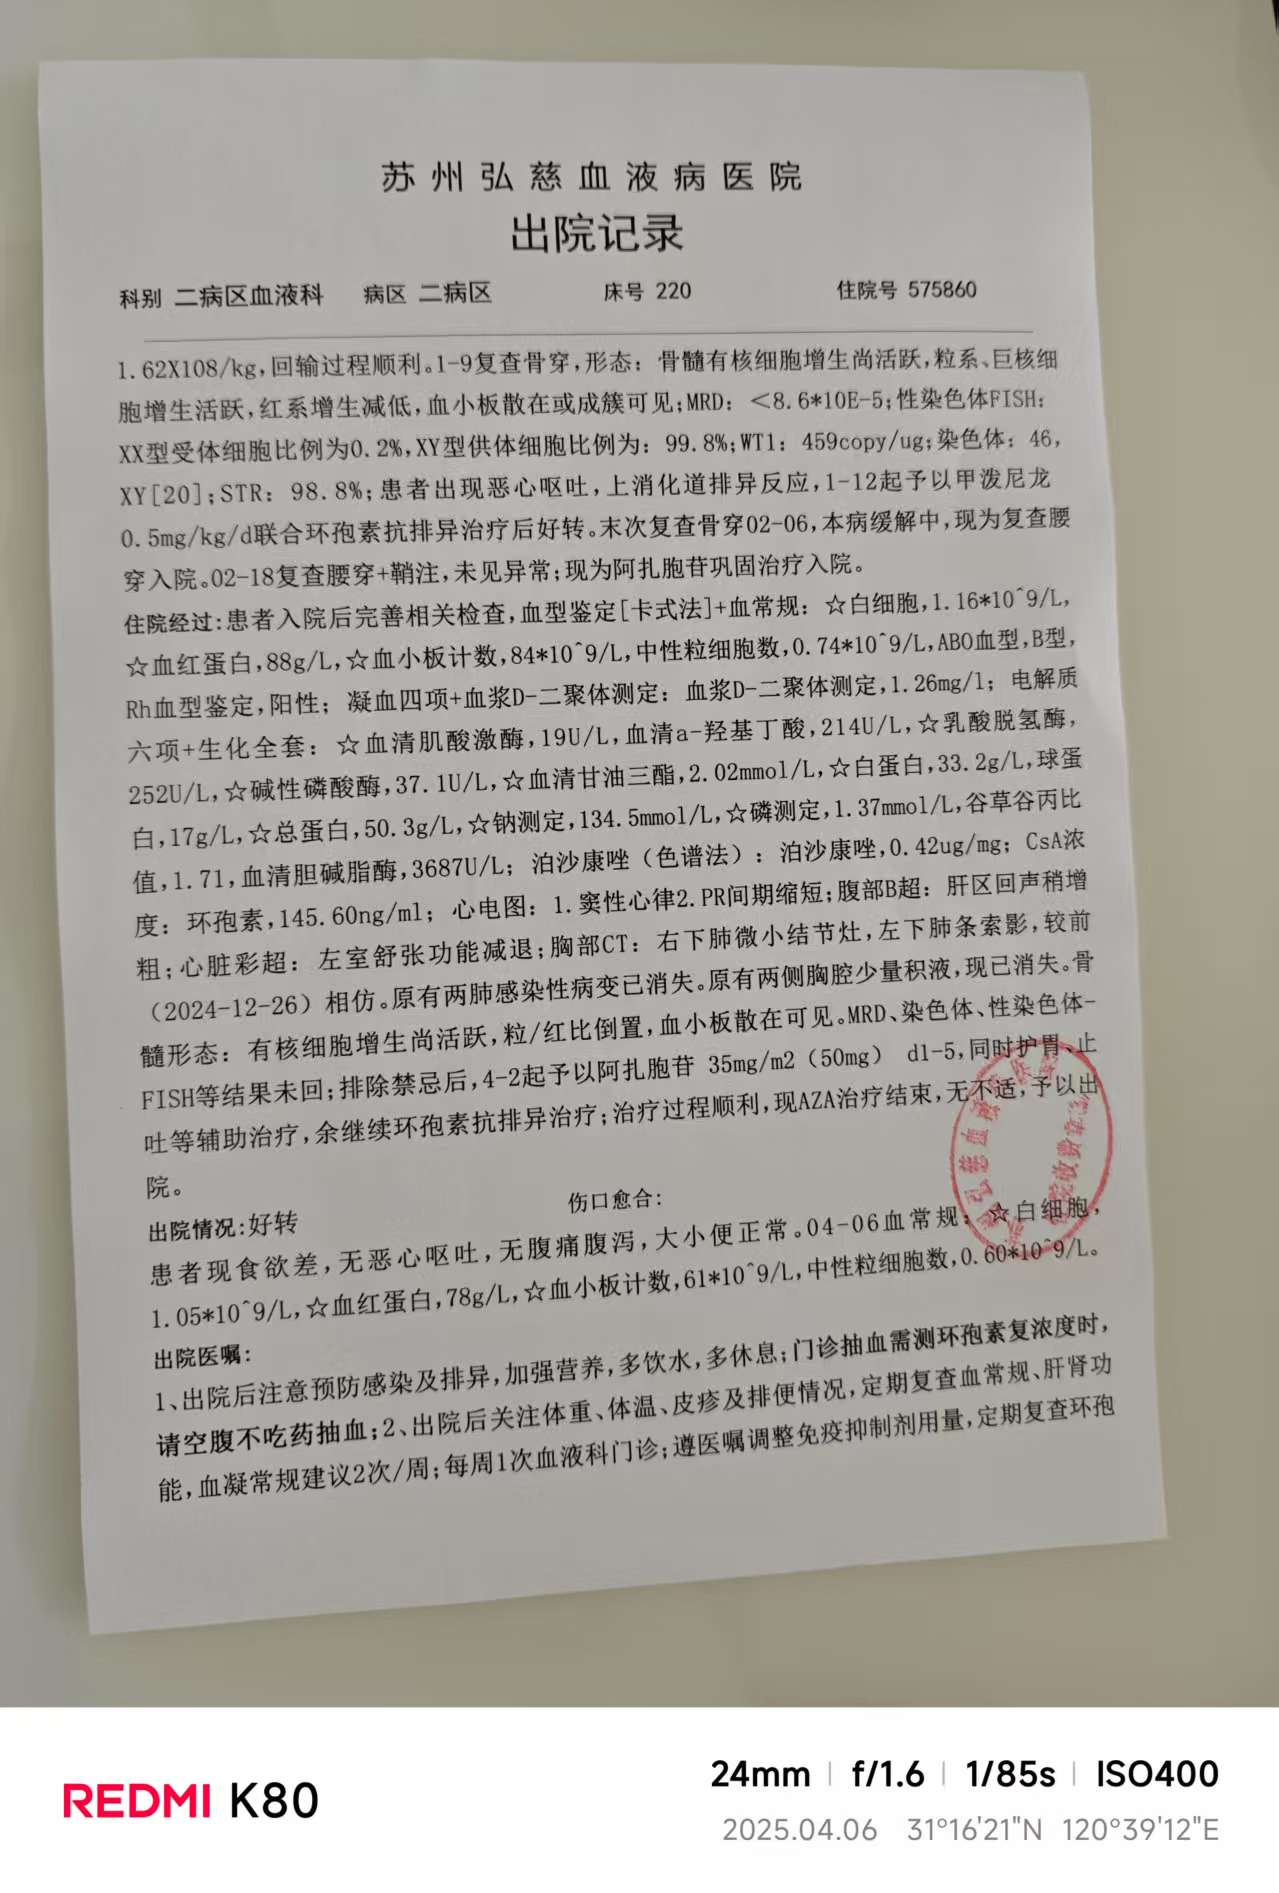 苏州弘慈血液病医院
出院记录
科别 二病区血液科 病区 二病区 床号 220 住院号 575860
1.62X108/kg,回输过程顺利。1-9复查骨穿,形态:骨髓有核细胞增生尚活跃,粒系、巨核细
胞增生活跃,红系增生减低,血小板散在或成簇可见;MRD:<8.6*10E-5;性染色体FISH:
XX型受体细胞比例为0.2%,XY型供体细胞比例为:99.8%;WT1:459copy/ug;染色体:46,
XY[20];STR:98.8%;患者出现恶心呕吐,上消化道排异反应,1-12起予以甲泼尼龙
0.5mg/kg/d联合环孢素抗排异治疗后好转。末次复查骨穿02-06,本病缓解中,现为复查腰
穿入院。02-18复查腰穿+鞘注,未见异常;现为阿扎胞苷巩固治疗入院。
住院经过:患者入院后完善相关检查,血型鉴定[卡式法]+血常规:☆白细胞,1.16*10^9/L,
☆血红蛋白,88g/L,☆血小板计数,84*10^9/L,中性粒细胞数,0.74*10^9/L,ABO血型,B型,
Rh血型鉴定,阳性;凝血四项+血浆D-二聚体测定:血浆D-二聚体测定,1.26mg/l;电解质
六项+生化全套:☆血清肌酸激酶,19U/L,血清a-羟基丁酸,214U/L,☆乳酸脱氢酶,
252U/L,☆碱性磷酸酶,37.1U/L,☆血清甘油三酯,2.02mmol/L,☆白蛋白,33.2g/L,球蛋
白,17g/L,☆总蛋白,50.3g/L,☆钠测定,134.5mmol/L,☆磷测定,1.37mmol/L,谷草谷丙比
值,1.71,血清胆碱脂酶,3687U/L;泊沙康唑(色谱法):泊沙康唑,0.42ug/mg;CsA浓
度:环孢素,145.60ng/ml;心电图:1.窦性心律2.PR间期缩短;腹部B超:肝区回声稍增
粗;心脏彩超:左室舒张功能减退;胸部CT:右下肺微小结节灶,左下肺条索影,较前
(2024-12-26)相仿。原有两肺感染性病变已消失。原有两侧胸腔少量积液,现已消失。骨
髓形态:有核细胞增生尚活跃,粒/红比倒置,血小板散在可见。MRD、染色体、性染色体-
FISH等结果未回;排除禁忌后,4-2起予以阿扎胞苷 35mg/m2(50mg) d1-5,同时护胃、止
吐等辅助治疗,余继续环孢素抗排异治疗;治疗过程顺利,现AZA治疗结束,无不适,予以出
院。
出院情况:好转 伤口愈合:
患者现食欲差,无恶心呕吐,无腹痛腹泻,大小便正常。04-06血常规:☆白细胞,
1.05*10^9/L,☆血红蛋白,78g/L,☆血小板计数,61*10^9/L,中性粒细胞数,0.60*10^9/L。
出院医嘱:
1、出院后注意预防感染及排异,加强营养,多饮水,多休息;门诊抽血需测环孢素复浓度时,
请空腹不吃药抽血;2、出院后关注体重、体温、皮疹及排便情况,定期复查血常规、肝肾功
能,血凝常规建议2次/周;每周1次血液科门诊;遵医嘱调整免疫抑制剂用量,定期复查环孢
REDMI K80
24mm | f/1.6 | 1/85s | ISO400
2025.04.06 31°16'21"N 120°39'12"E